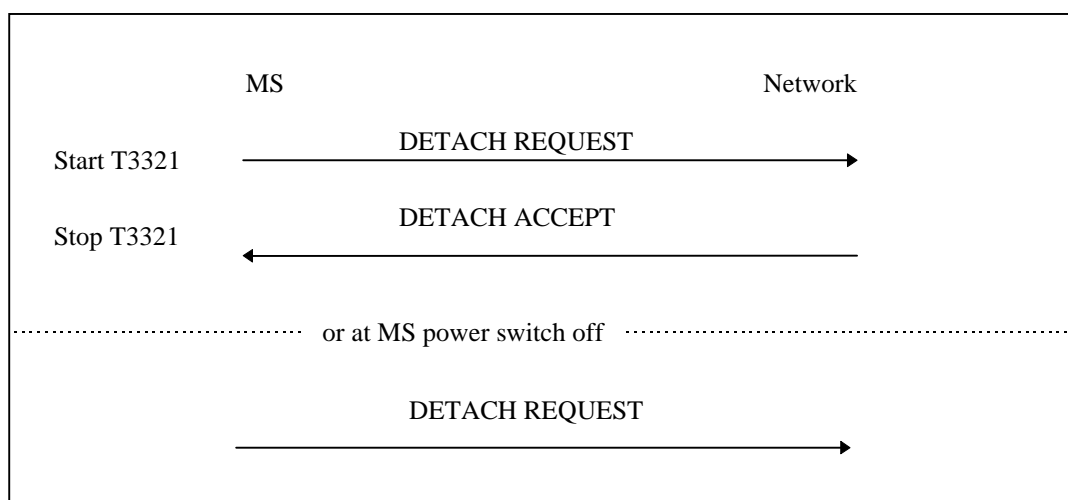 MS Network
DETACH REQUEST
Start T3321
DETACH ACCEPT
Stop T3321
or at MS power switch off
DETACH REQUEST